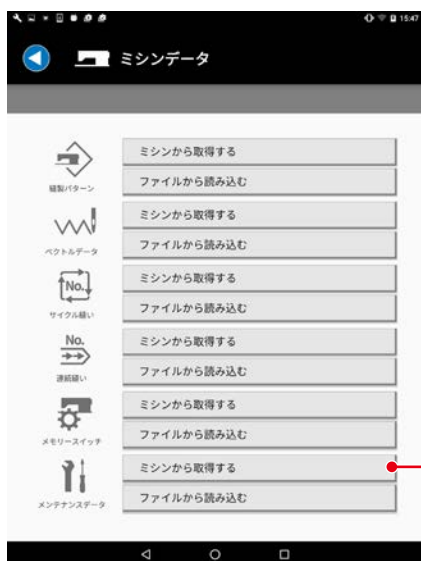 15:47
ミシンデータ
ミシンから取得する
ファイルから読み込む
縫製パターン
ミシンから取得する
ファイルから読み込む
ベクトルデータ
No.
ミシンから取得する
ファイルから読み込む
サイクル縫い
No.
ミシンから取得する
ファイルから読み込む
連続縫い
ミシンから取得する
ファイルから読み込む
メモリースイッチ
ミシンから取得する
ファイルから読み込む
メンテナンスデータ